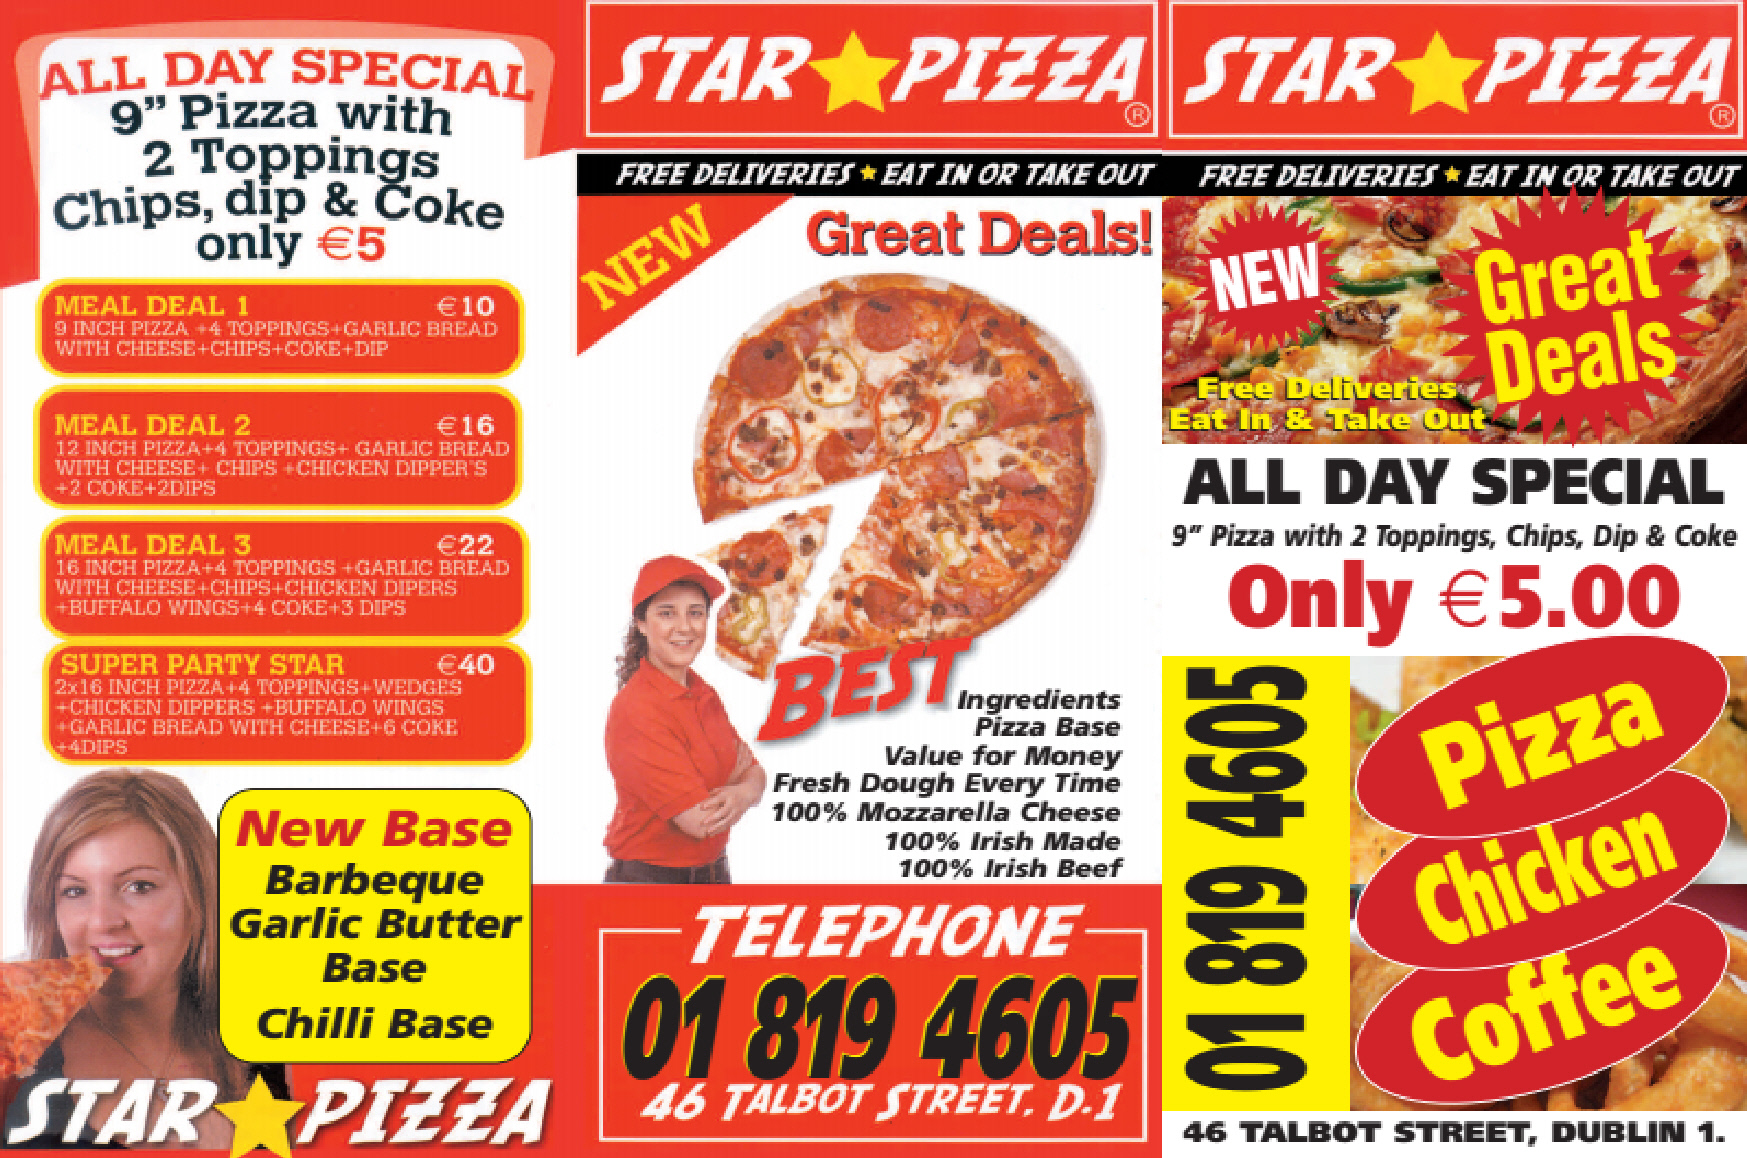 ALL DAY SPECIAL
9” Pizza with
2 Toppings
Chips, dip & Coke
only €5
MEAL DEAL 1 €10
9 INCH PIZZA +4 TOPPINGS+GARLIC BREAD
WITH CHEESE+CHIPS+COKE+DIP
MEAL DEAL 2 €16
12 INCH PIZZA+4 TOPPINGS+ GARLIC BREAD
WITH CHEESE+ CHIPS +CHICKEN DIPPER'S
+2 COKE+2DIPS
MEAL DEAL 3 €22
16 INCH PIZZA+4 TOPPINGS +GARLIC BREAD
WITH CHEESE+CHIPS+CHICKEN DIPERS
+BUFFALO WINGS+4 COKE+3 DIPS
SUPER PARTY STAR €40
2x16 INCH PIZZA+4 TOPPINGS+WEDGES
+CHICKEN DIPPERS +BUFFALO WINGS
+GARLIC BREAD WITH CHEESE+6 COKE
+4DIPS
New Base
Barbeque
Garlic Butter
Base
Chilli Base
STAR PIZZA
STAR PIZZA ®
FREE DELIVERIES EAT IN OR TAKE OUT
NEW
Great Deals!
BEST
Ingredients
Pizza Base
Value for Money
Fresh Dough Every Time
100% Mozzarella Cheese
100% Irish Made
100% Irish Beef
TELEPHONE
01 819 4605
46 TALBOT STREET, D-1
STAR PIZZA ®
FREE DELIVERIES EAT IN OR TAKE OUT
NEW
Great
Deals
Free Deliveries
Eat In & Take Out
ALL DAY SPECIAL
9” Pizza with 2 Toppings, Chips, Dip & Coke
Only €5.00
01 819 4605
Pizza
Chicken
Coffee
46 TALBOT STREET, DUBLIN 1.